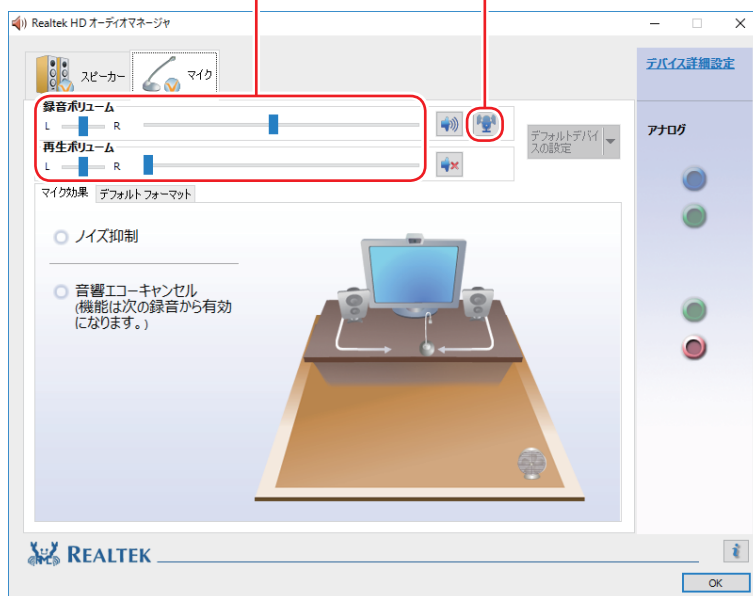 Realtek HD オーディオマネージャ
スピーカー
マイク
デバイス詳細設定
録音ボリューム
L
R
デフォルトデバイ
スの設定
アナログ
再生ボリューム
L
R
マイク効果
デフォルト フォーマット
ノイズ抑制
音響エコーキャンセル
(機能は次の録音から有効
になります。)
REALTEK
OK